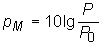 p_M = 10lg P/P_0